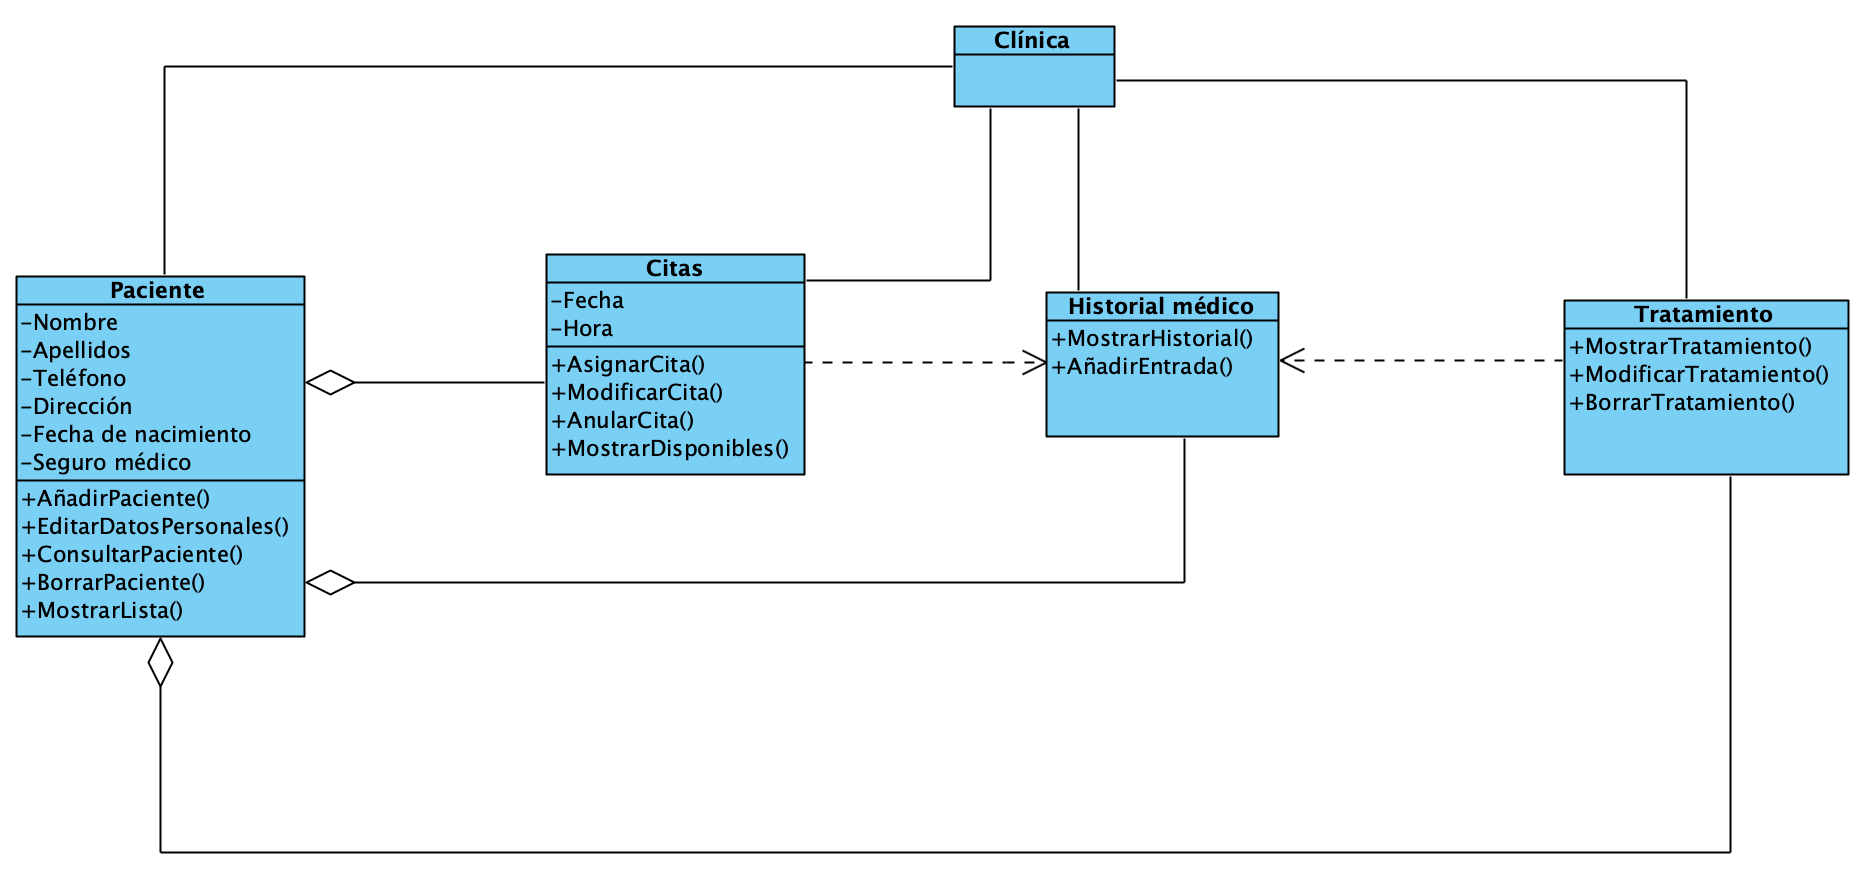 Clínica
Paciente
-Nombre
-Apellidos
-Teléfono
-Dirección
-Fecha de nacimiento
-Seguro médico
+AñadirPaciente()
+EditarDatosPersonales()
+ConsultarPaciente()
+BorrarPaciente()
+MostrarLista()
Citas
-Fecha
-Hora
+AsignarCita()
+ModificarCita()
+AnularCita()
+MostrarDisponibles()
Historial médico
+MostrarHistorial()
+AñadirEntrada()
Tratamiento
+MostrarTratamiento()
+ModificarTratamiento()
+BorrarTratamiento()